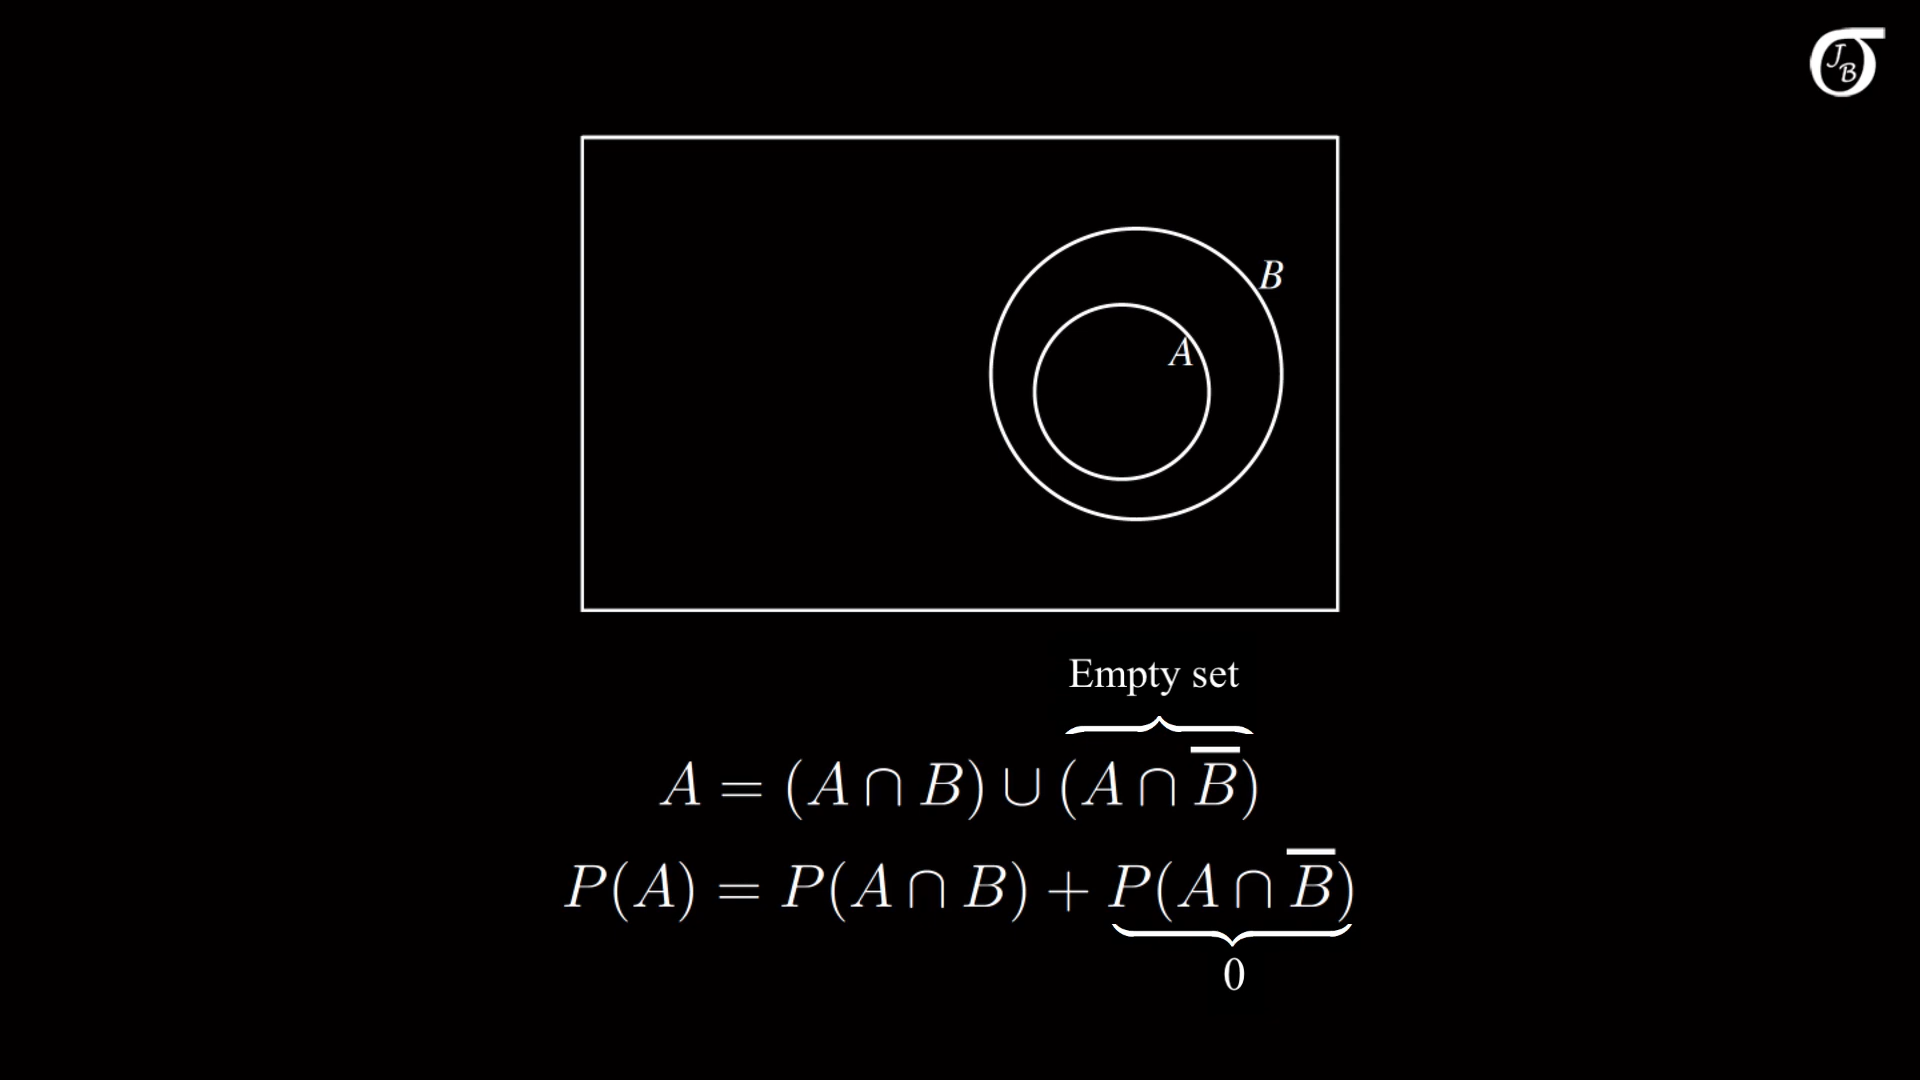 J
B
B
A
Empty set
A = (A ∩ B) ∪ (A ∩ B̅)
P(A) = P(A ∩ B) + P(A ∩ B̅)
0